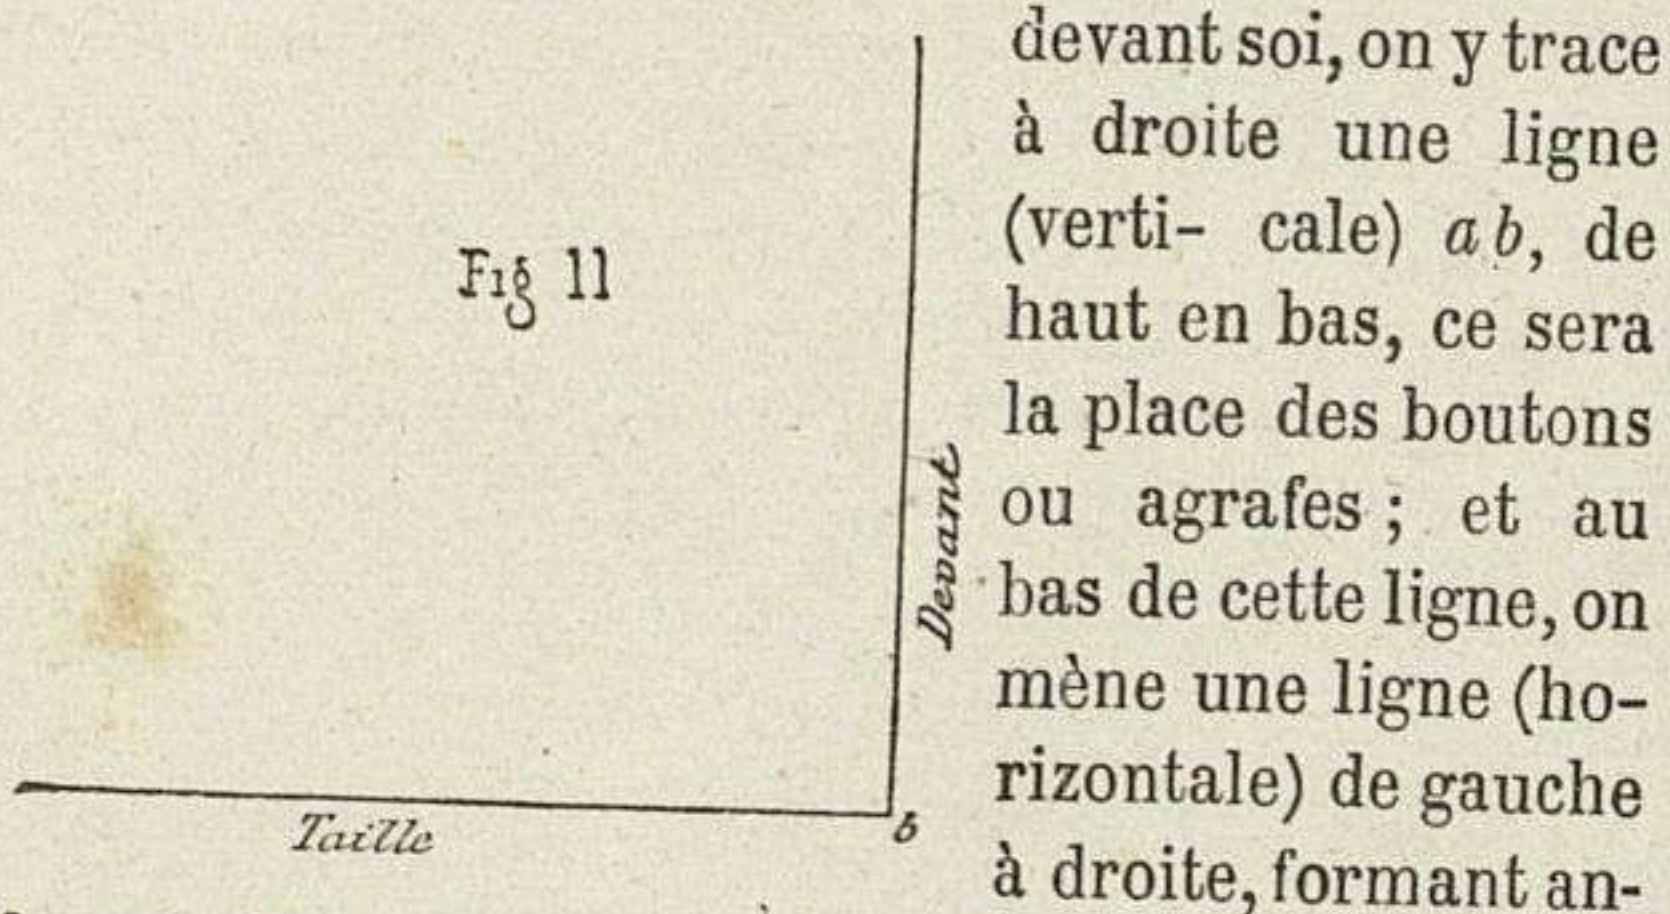 Fig 11
Devant
Taille
b
devant soi, on y trace
à droite une ligne
(verti- cale) a b, de
haut en bas, ce sera
la place des boutons
ou agrafes ; et au
bas de cette ligne, on
mène une ligne (ho-
rizontale) de gauche
à droite, formant an-